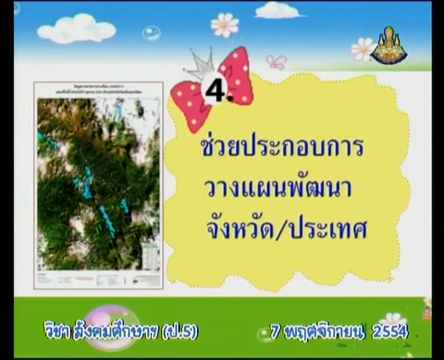 4.
ช่วยประกอบการ
วางแผนพัฒนา
จังหวัด/ประเทศ
วิชา สังคมศึกษาฯ (ป.5)
7 พฤศจิกายน 2554